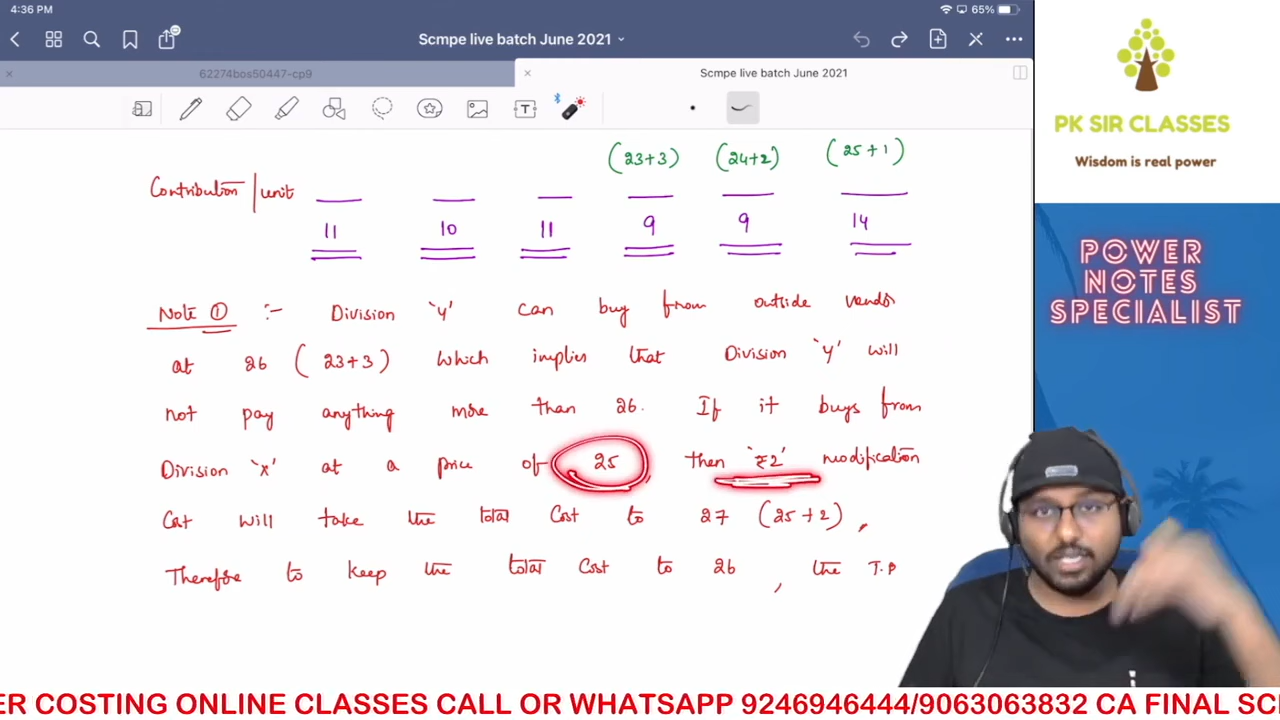 4:36 PM
65%
Scmpe live batch June 2021
62274bos50447-cp9
Scmpe live batch June 2021
T
PK SIR CLASSES
Wisdom is real power
POWER
NOTES
SPECIALIST
(23+3) (24+2) (25+1)
Contribution/unit
11 10 11 9 9 14
Note ① :- Division 'y' can buy from outside vendor
at 26 (23+3) which implies that Division 'y' will
not pay anything more than 26. If it buys from
Division 'x' at a price of 25 then '₹2' modification
Cost will take the total Cost to 27 (25+2),
Therefore to keep the total Cost to 26, the T.P
ER COSTING ONLINE CLASSES CALL OR WHATSAPP 9246946444/9063063832 CA FINAL SC